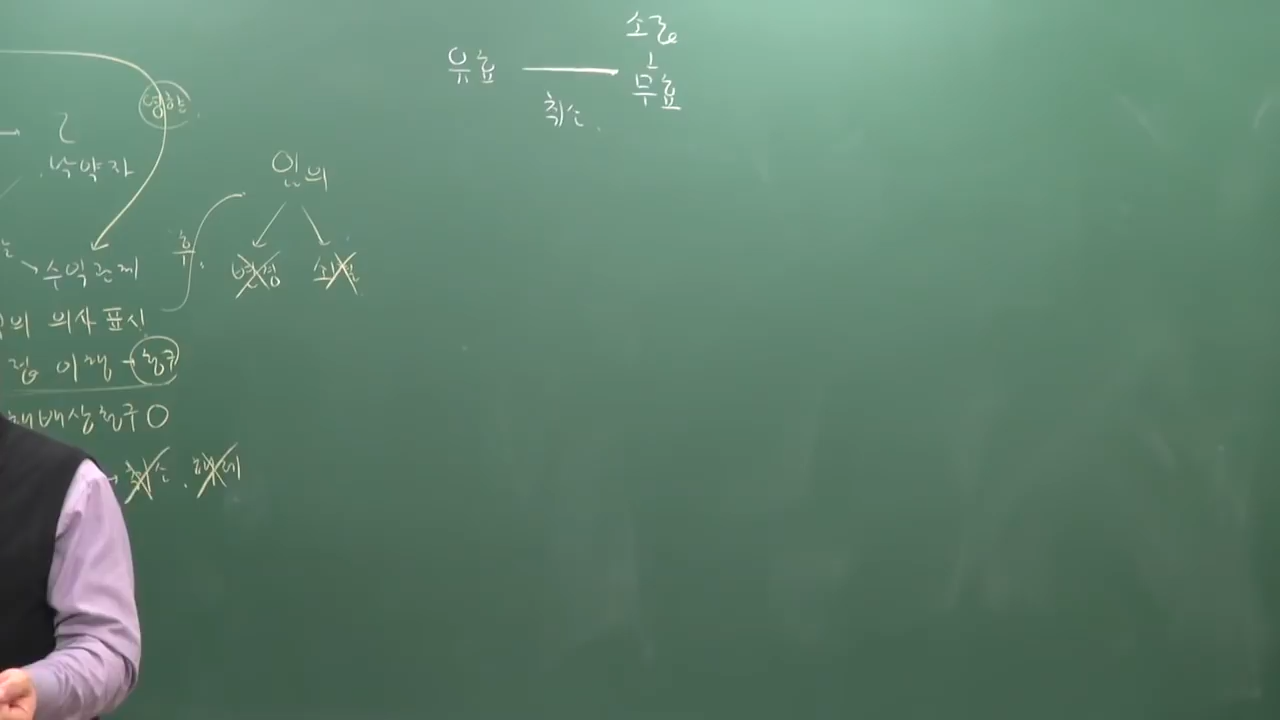 소급
유효 무효
취소
영향
낙약자
임의
효
수익관계
변경 소멸
의 의사표시
이행 청구
해배상청구 O
취소. 해제